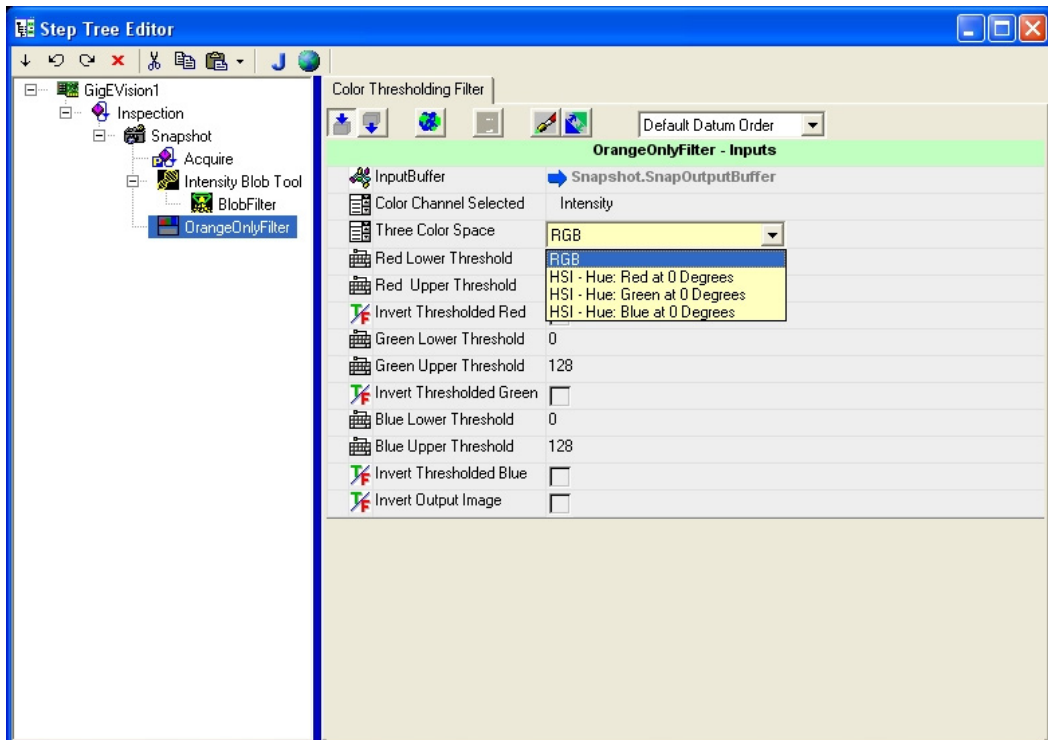 Step Tree Editor
J
GigEVision1
Inspection
Snapshot
Acquire
Intensity Blob Tool
BlobFilter
OrangeOnlyFilter
Color Thresholding Filter
Default Datum Order
OrangeOnlyFilter - Inputs
InputBuffer Snapshot.SnapOutputBuffer
Color Channel Selected Intensity
Three Color Space RGB
RGB
HSI - Hue: Red at 0 Degrees
HSI - Hue: Green at 0 Degrees
HSI - Hue: Blue at 0 Degrees
Red Lower Threshold
Red Upper Threshold
T/F Invert Thresholded Red
Green Lower Threshold 0
Green Upper Threshold 128
T/F Invert Thresholded Green
Blue Lower Threshold 0
Blue Upper Threshold 128
T/F Invert Thresholded Blue
T/F Invert Output Image